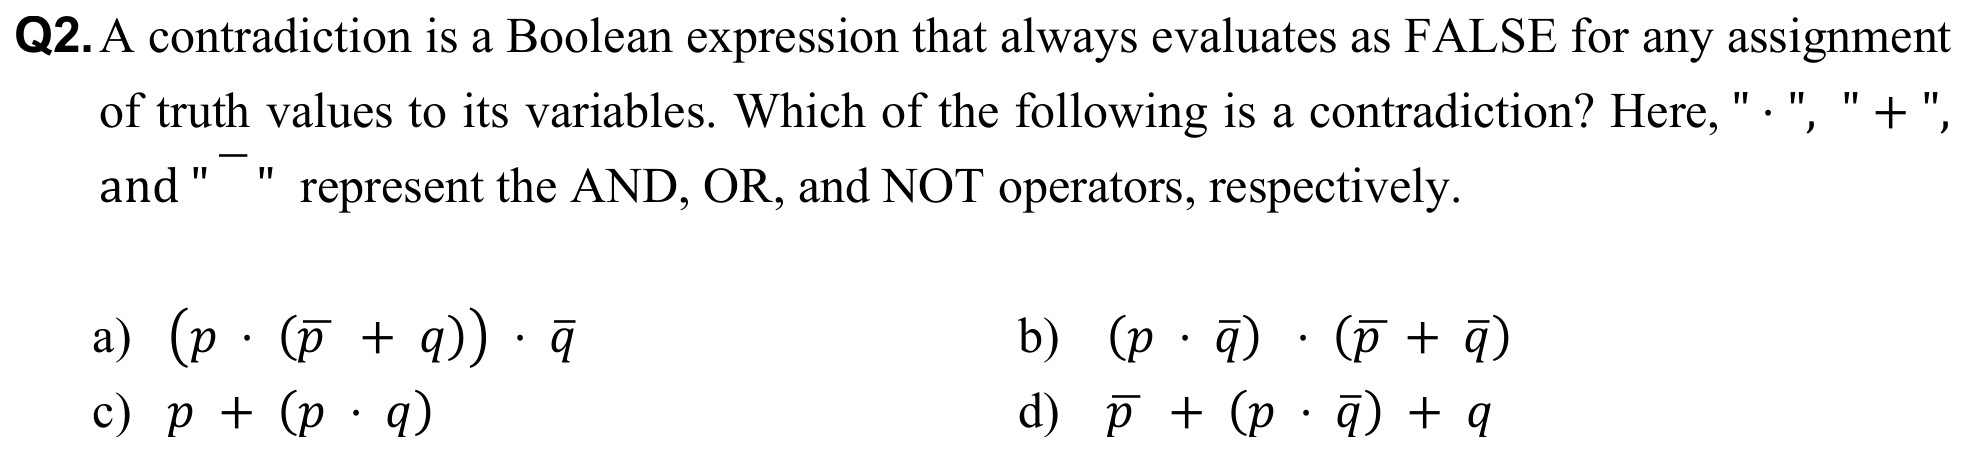 Q2. A contradiction is a Boolean expression that always evaluates as FALSE for any assignment
of truth values to its variables. Which of the following is a contradiction? Here, " · ", " + ",
and " ‾ " represent the AND, OR, and NOT operators, respectively.
a) (p · (p̅ + q)) · q̅ b) (p · q̅) · (p̅ + q̅)
c) p + (p · q) d) p̅ + (p · q̅) + q